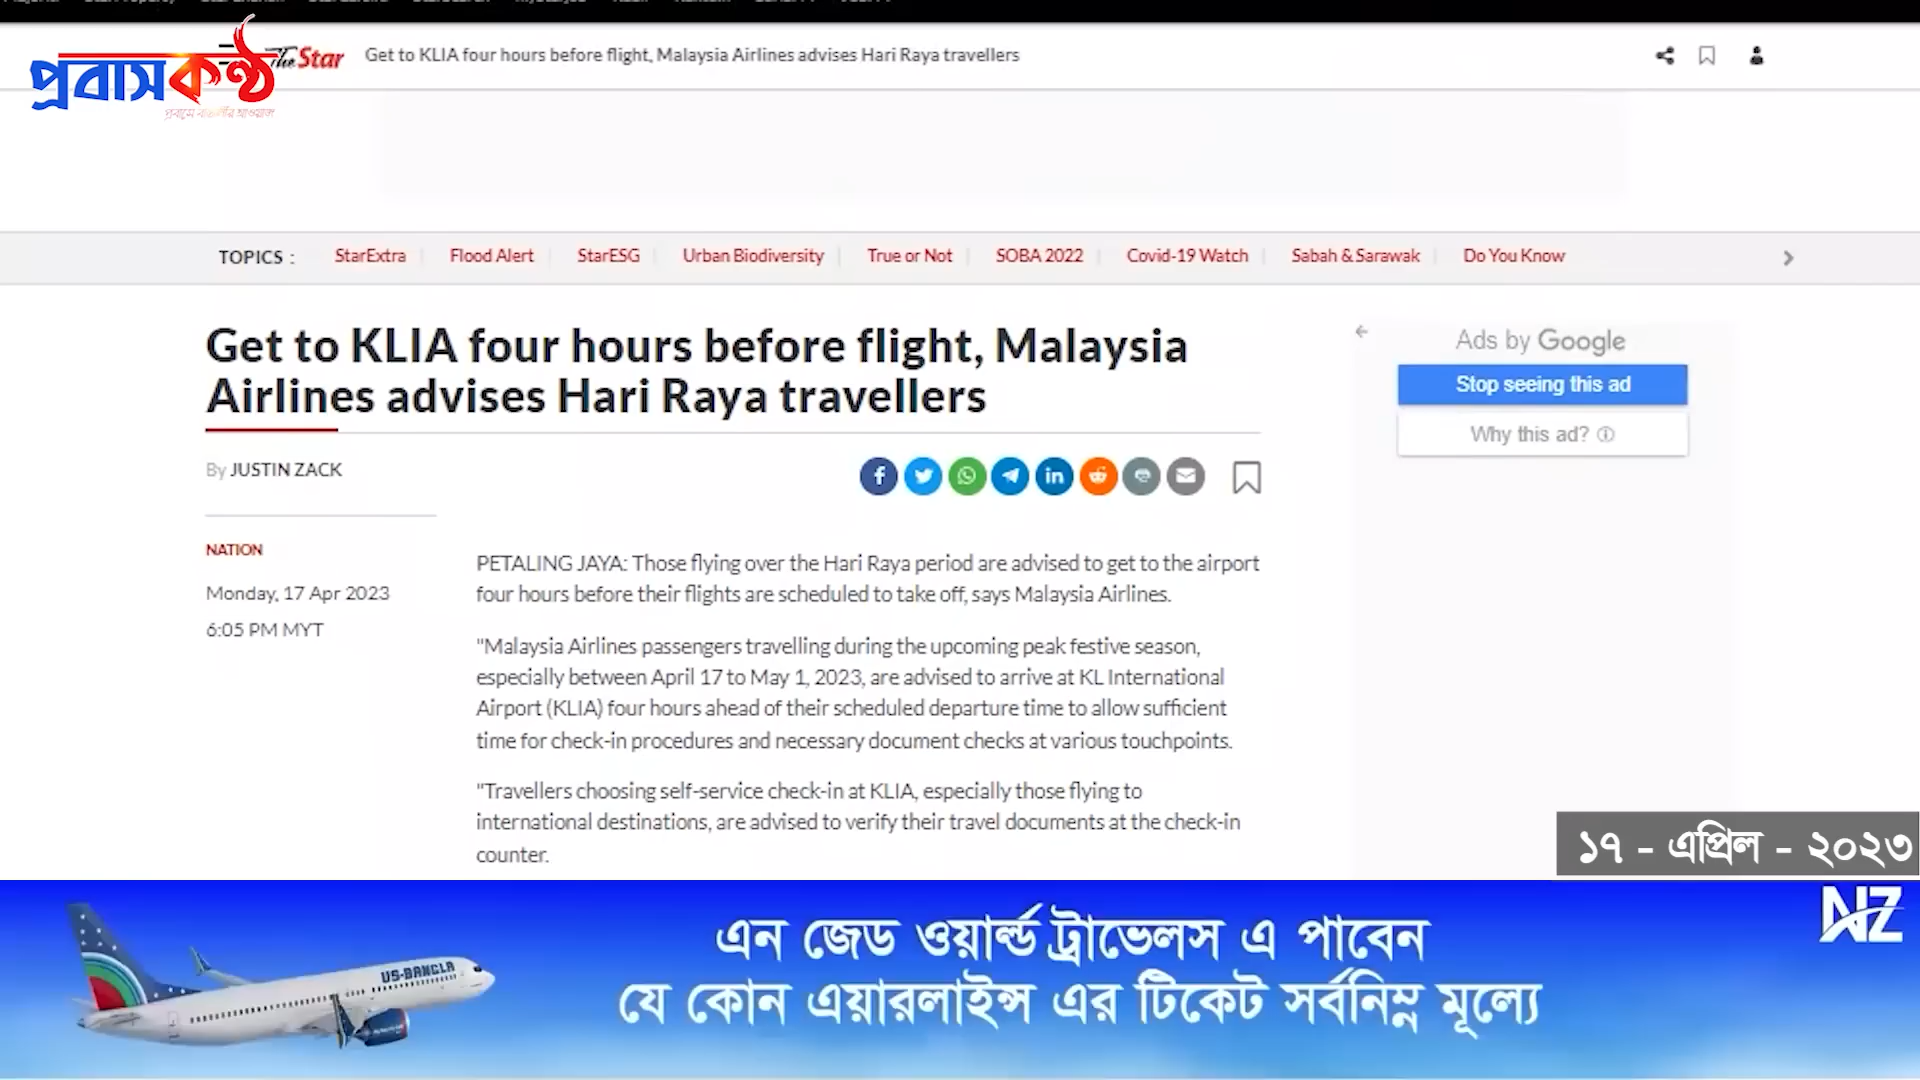 প্রবাসকণ্ঠ
The Star
Get to KLIA four hours before flight, Malaysia Airlines advises Hari Raya travellers
TOPICS :
StarExtra
Flood Alert
StarESG
Urban Biodiversity
True or Not
SOBA 2022
Covid-19 Watch
Sabah & Sarawak
Do You Know
Get to KLIA four hours before flight, Malaysia
Airlines advises Hari Raya travellers
Ads by Google
Stop seeing this ad
Why this ad?
By JUSTIN ZACK
NATION
Monday, 17 Apr 2023
6:05 PM MYT
PETALING JAYA: Those flying over the Hari Raya period are advised to get to the airport
four hours before their flights are scheduled to take off, says Malaysia Airlines.
"Malaysia Airlines passengers travelling during the upcoming peak festive season,
especially between April 17 to May 1, 2023, are advised to arrive at KL International
Airport (KLIA) four hours ahead of their scheduled departure time to allow sufficient
time for check-in procedures and necessary document checks at various touchpoints.
"Travellers choosing self-service check-in at KLIA, especially those flying to
international destinations, are advised to verify their travel documents at the check-in
counter.
১৭ - এপ্রিল - ২০২৩
NZ
এন জেড ওয়ার্ল্ড ট্রাভেলস এ পাবেন
যে কোন এয়ারলাইন্স এর টিকেট সর্বনিম্ন মূল্যে
US-BANGLA